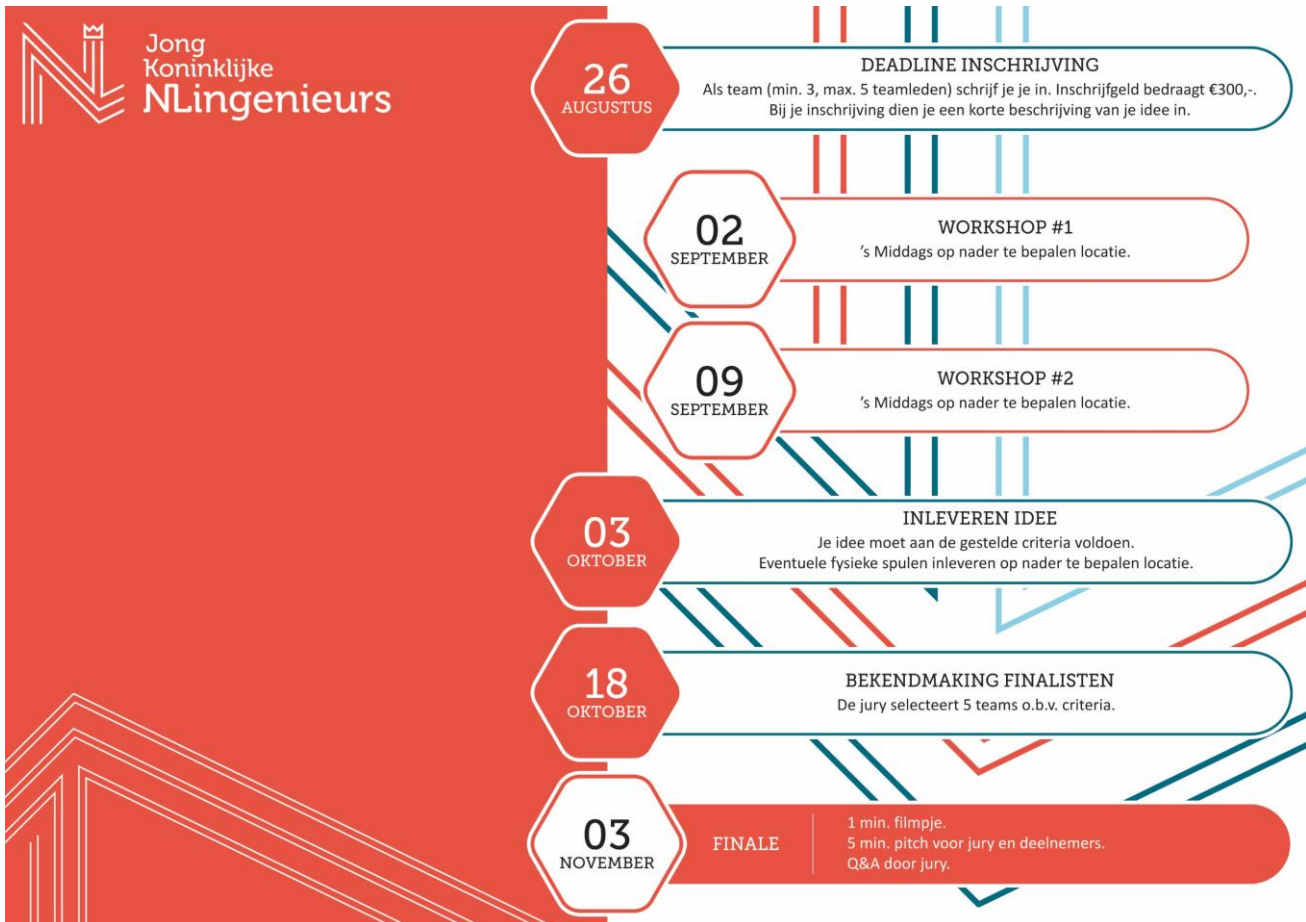 Jong
Koninklijke
NLingenieurs
26
AUGUSTUS
DEADLINE INSCHRIJVING
Als team (min. 3, max. 5 teamleden) schrijf je je in. Inschrijfgeld bedraagt €300,-.
Bij je inschrijving dien je een korte beschrijving van je idee in.
02
SEPTEMBER
WORKSHOP #1
’s Middags op nader te bepalen locatie.
09
SEPTEMBER
WORKSHOP #2
’s Middags op nader te bepalen locatie.
03
OKTOBER
INLEVEREN IDEE
Je idee moet aan de gestelde criteria voldoen.
Eventuele fysieke spulen inleveren op nader te bepalen locatie.
18
OKTOBER
BEKENDMAKING FINALISTEN
De jury selecteert 5 teams o.b.v. criteria.
03
NOVEMBER
FINALE
1 min. filmpje.
5 min. pitch voor jury en deelnemers.
Q&A door jury.